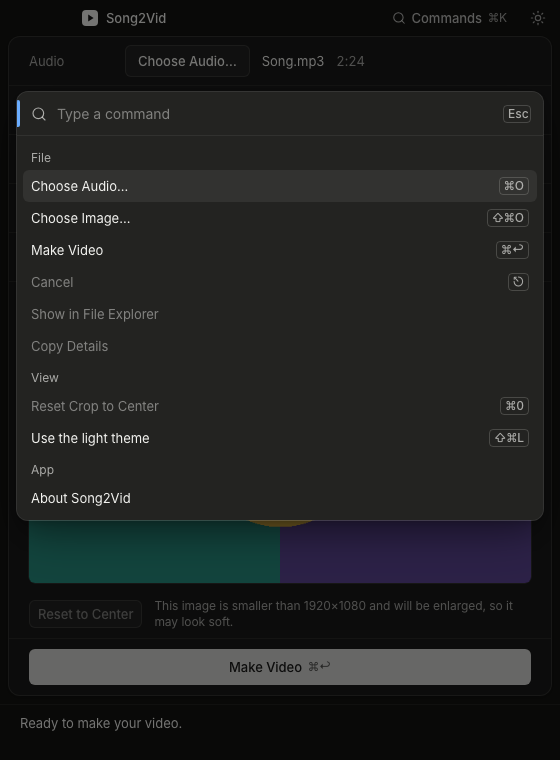 Song2Vid
Commands ⌘K
Audio
Choose Audio...
Song.mp3
2:24
Type a command
Esc
File
Choose Audio...
⌘O
Choose Image...
⇧⌘O
Make Video
⌘↩
Cancel
⎋
Show in File Explorer
Copy Details
View
Reset Crop to Center
⌘0
Use the light theme
⇧⌘L
App
About Song2Vid
Reset to Center
This image is smaller than 1920×1080 and will be enlarged, so it
may look soft.
Make Video ⌘↩
Ready to make your video.